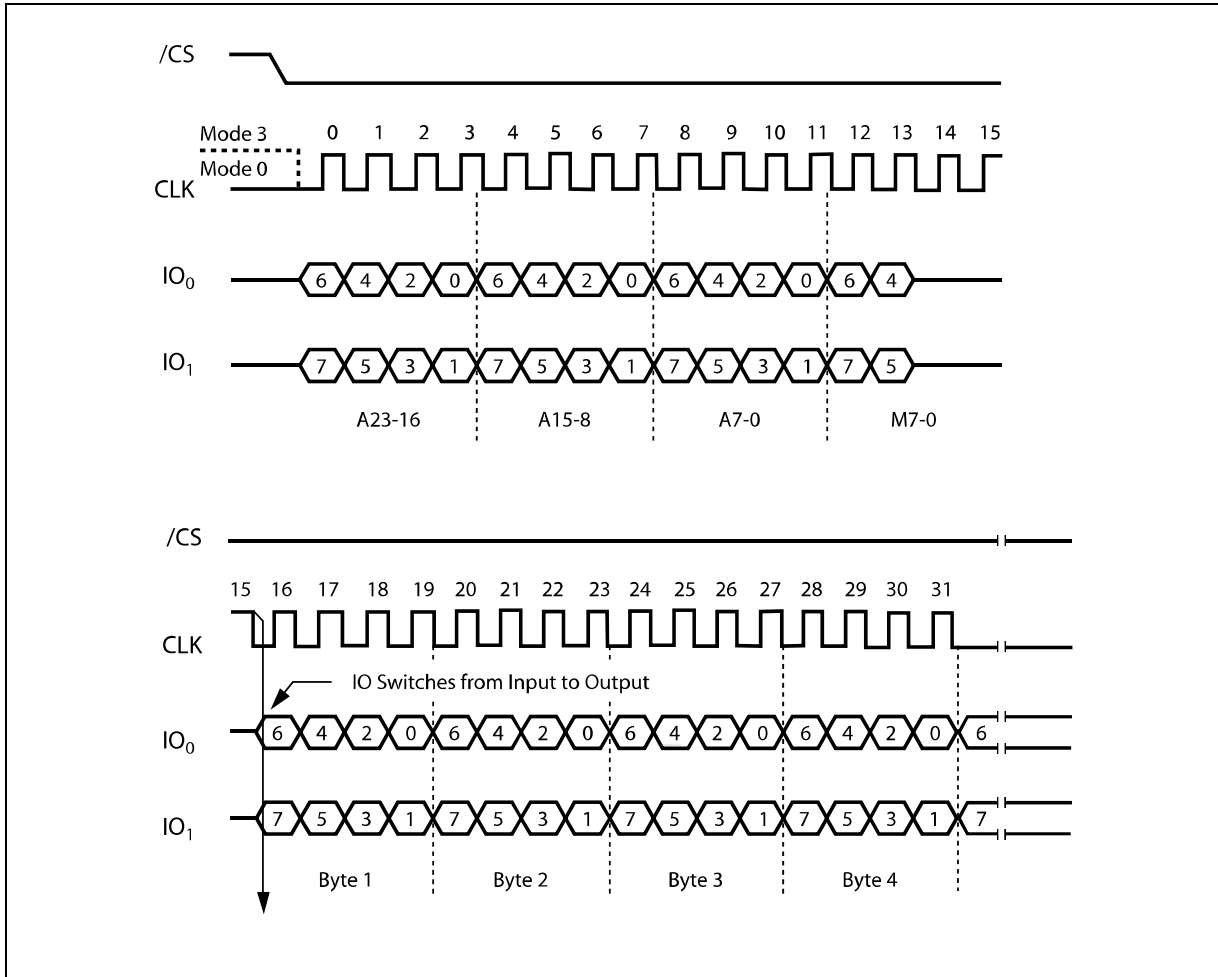 /CS
Mode 3 0 1 2 3 4 5 6 7 8 9 10 11 12 13 14 15
Mode 0
CLK
IO0 6 4 2 0 6 4 2 0 6 4 2 0 6 4
IO1 7 5 3 1 7 5 3 1 7 5 3 1 7 5
A23-16 A15-8 A7-0 M7-0
/CS
15 16 17 18 19 20 21 22 23 24 25 26 27 28 29 30 31
CLK
IO Switches from Input to Output
IO0 6 4 2 0 6 4 2 0 6 4 2 0 6 4 2 0 6
IO1 7 5 3 1 7 5 3 1 7 5 3 1 7 5 3 1 7
Byte 1 Byte 2 Byte 3 Byte 4